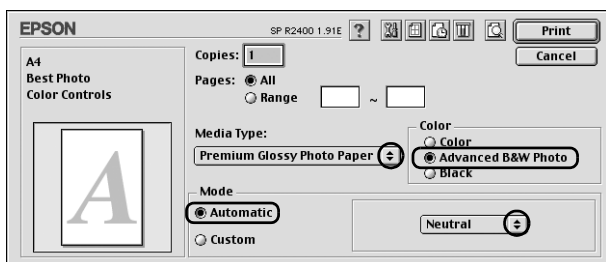 EPSON
SP R2400 1.91E
?
Print
A4
Best Photo
Color Controls
Copies: 1
Cancel
Pages: All
Range ~
Media Type:
Premium Glossy Photo Paper
Color
Color
Advanced B&W Photo
Black
A
Mode
Automatic
Custom
Neutral